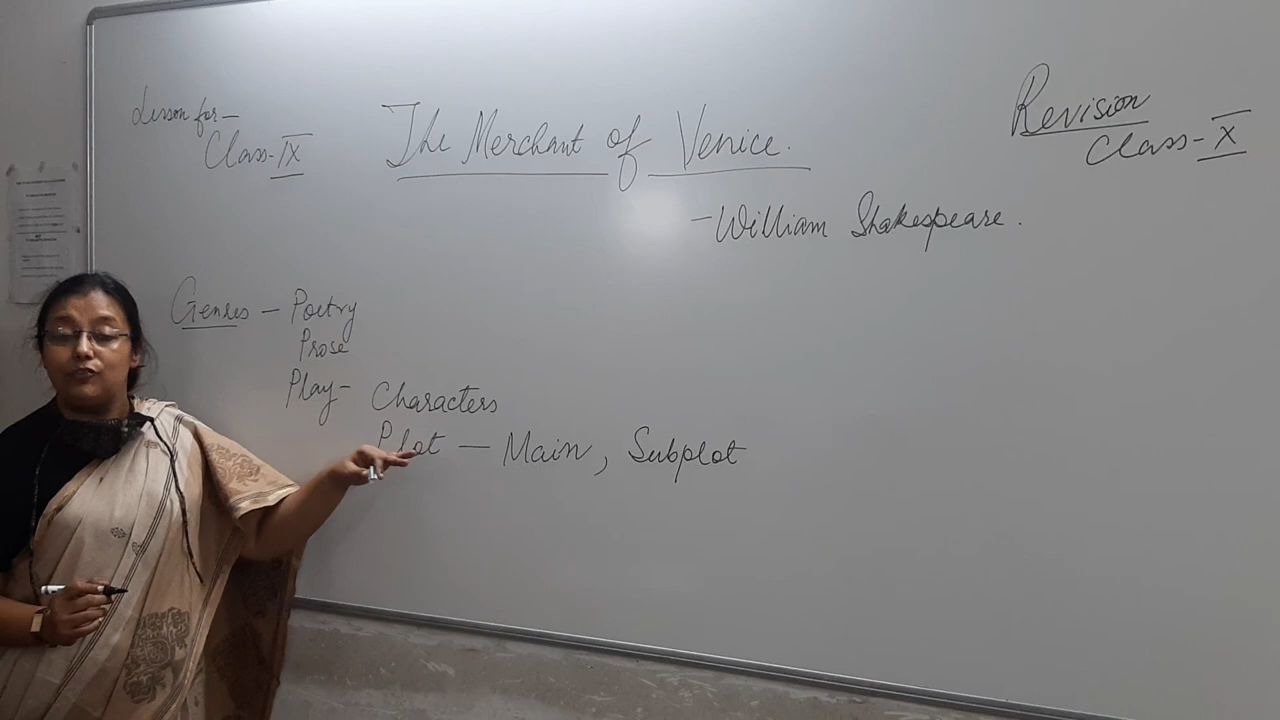 Lesson for-
Class-IX
The Merchant of Venice.
- William Shakespeare.
Revision
Class-X
Genres - Poetry
Prose
Play- Characters
Plot - Main, Subplot